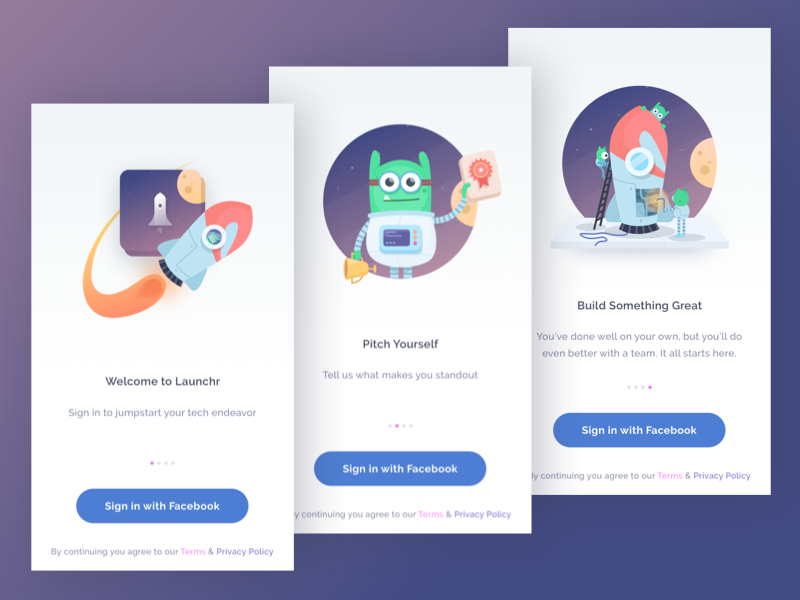 Welcome to Launchr
Sign in to jumpstart your tech endeavor
Sign in with Facebook
By continuing you agree to our Terms & Privacy Policy
Pitch Yourself
Tell us what makes you standout
Sign in with Facebook
y continuing you agree to our Terms & Privacy Policy
Build Something Great
You've done well on your own, but you'll do
even better with a team. It all starts here.
Sign in with Facebook
By continuing you agree to our Terms & Privacy Policy